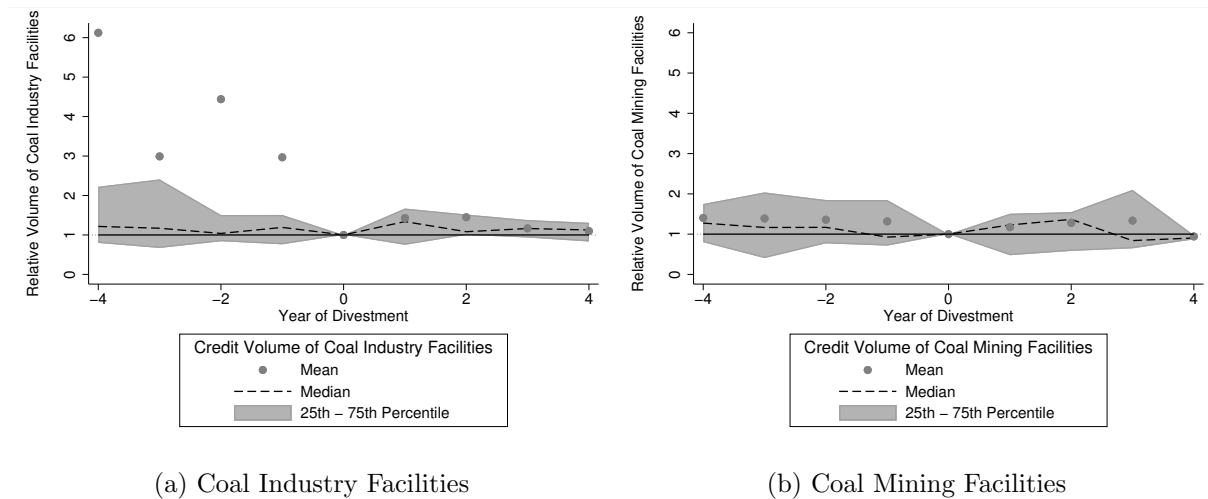 Relative Volume of Coal Industry Facilities
6
5
4
3
2
1
0
−4
−2
0
2
4
Year of Divestment
Credit Volume of Coal Industry Facilities
Mean
Median
25th − 75th Percentile
(a) Coal Industry Facilities
Relative Volume of Coal Mining Facilities
6
5
4
3
2
1
0
−4
−2
0
2
4
Year of Divestment
Credit Volume of Coal Mining Facilities
Mean
Median
25th − 75th Percentile
(b) Coal Mining Facilities